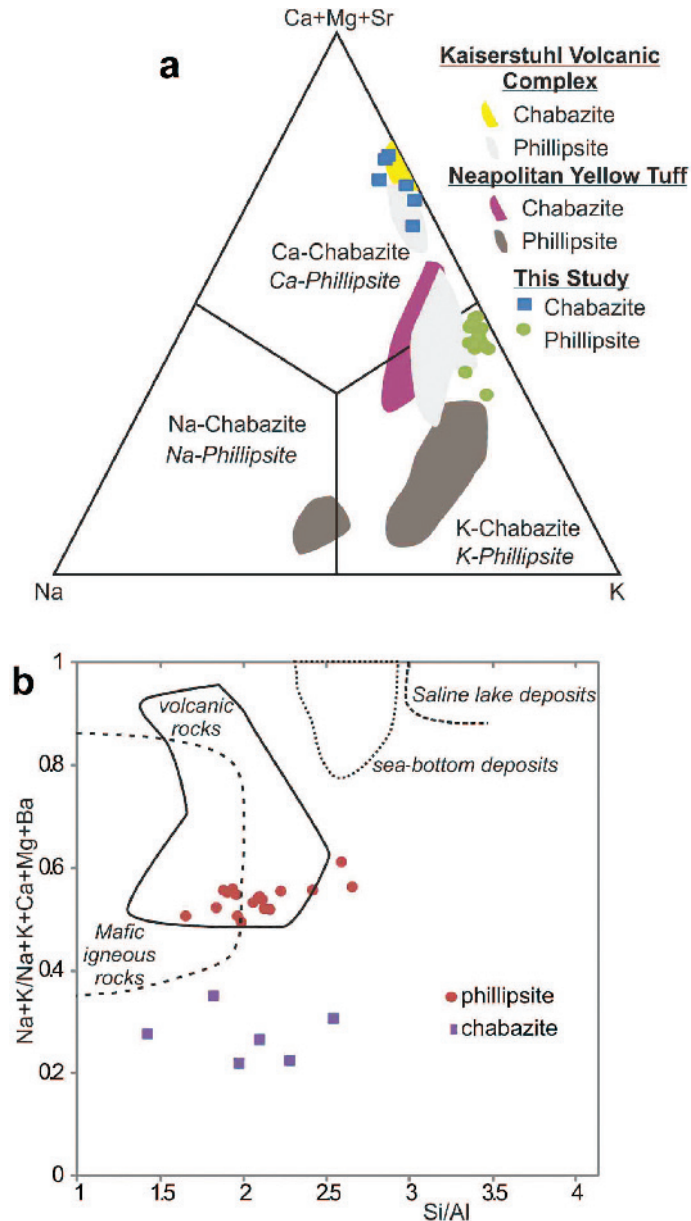 Ca+Mg+Sr
a
Kaiserstuhl Volcanic
Complex
Chabazite
Phillipsite
Neapolitan Yellow Tuff
Chabazite
Phillipsite
This Study
Chabazite
Phillipsite
Ca-Chabazite
Ca-Phillipsite
Na-Chabazite
Na-Phillipsite
K-Chabazite
K-Phillipsite
Na
K
b
1
0.8
0.6
0.4
0.2
0
Na+K/Na+K+Ca+Mg+Ba
volcanic
rocks
Saline lake deposits
sea-bottom deposits
Mafic
igneous
rocks
phillipsite
chabazite
1
1.5
2
2.5
3
3.5
4
Si/Al